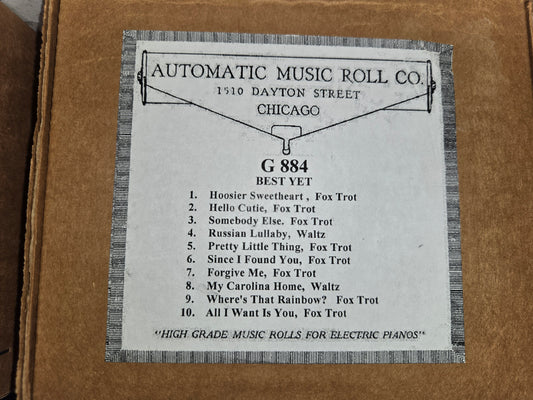 AUTOMATIC MUSIC ROLL CO.
1510 DAYTON STREET
CHICAGO
G 884
BEST YET
1. Hoosier Sweetheart , Fox Trot
2. Hello Cutie, Fox Trot
3. Somebody Else. Fox Trot
4. Russian Lullaby, Waltz
5. Pretty Little Thing, Fox Trot
6. Since I Found You, Fox Trot
7. Forgive Me, Fox Trot
8. My Carolina Home, Waltz
9. Where's That Rainbow? Fox Trot
10. All I Want Is You, Fox Trot
"HIGH GRADE MUSIC ROLLS FOR ELECTRIC PIANOS"